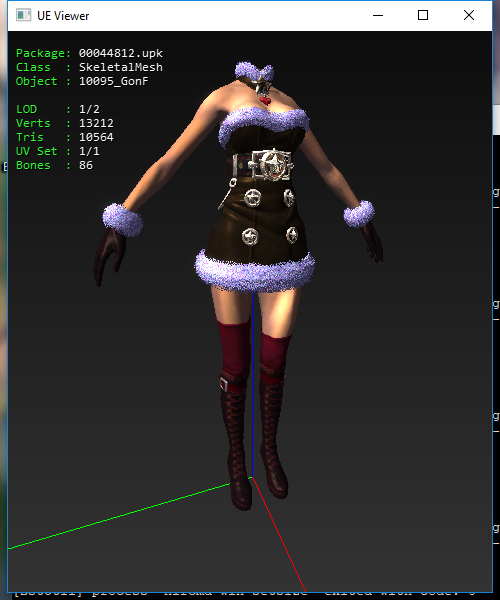 UE Viewer
Package: 00044812.upk
Class : SkeletalMesh
Object : 10095_GonF
LOD : 1/2
Verts : 13212
Tris : 10564
UV Set : 1/1
Bones : 86